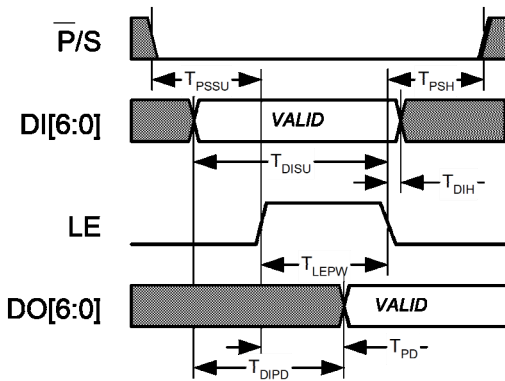 P̅/S
T_PSSU
T_PSH
DI[6:0]
VALID
T_DISU
T_DIH
LE
T_LEPW
DO[6:0]
VALID
T_PD
T_DIPD